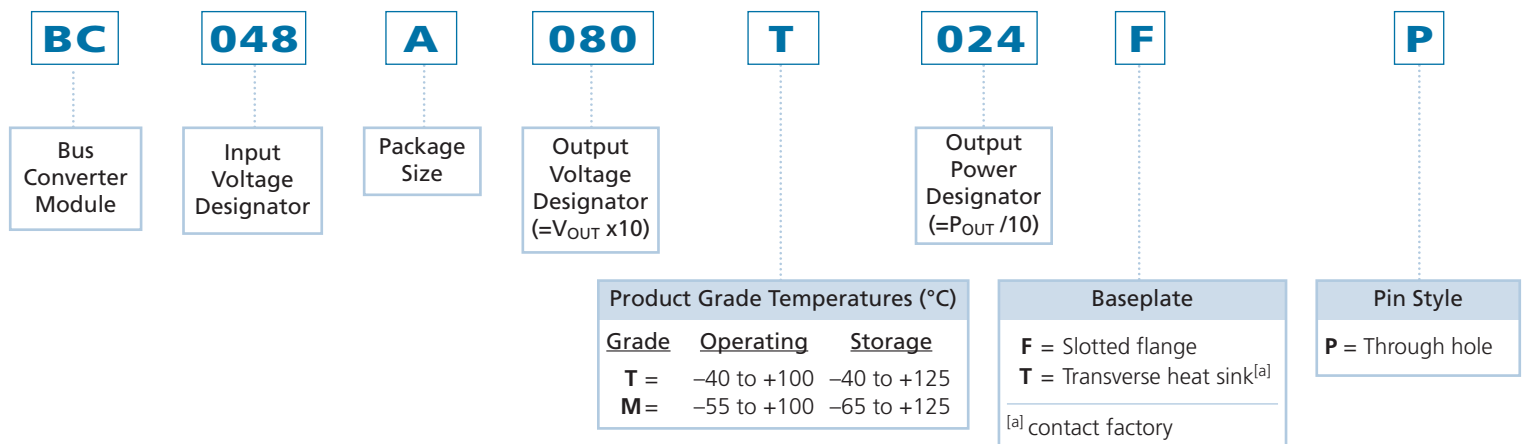 BC 048 A 080 T 024 F P
Bus
Converter
Module
Input
Voltage
Designator
Package
Size
Output
Voltage
Designator
(=VOUT x10)
Output
Power
Designator
(=POUT /10)
Product Grade Temperatures (°C)
Grade Operating Storage
T = –40 to +100 –40 to +125
M = –55 to +100 –65 to +125
Baseplate
F = Slotted flange
T = Transverse heat sink[a]
[a] contact factory
Pin Style
P = Through hole